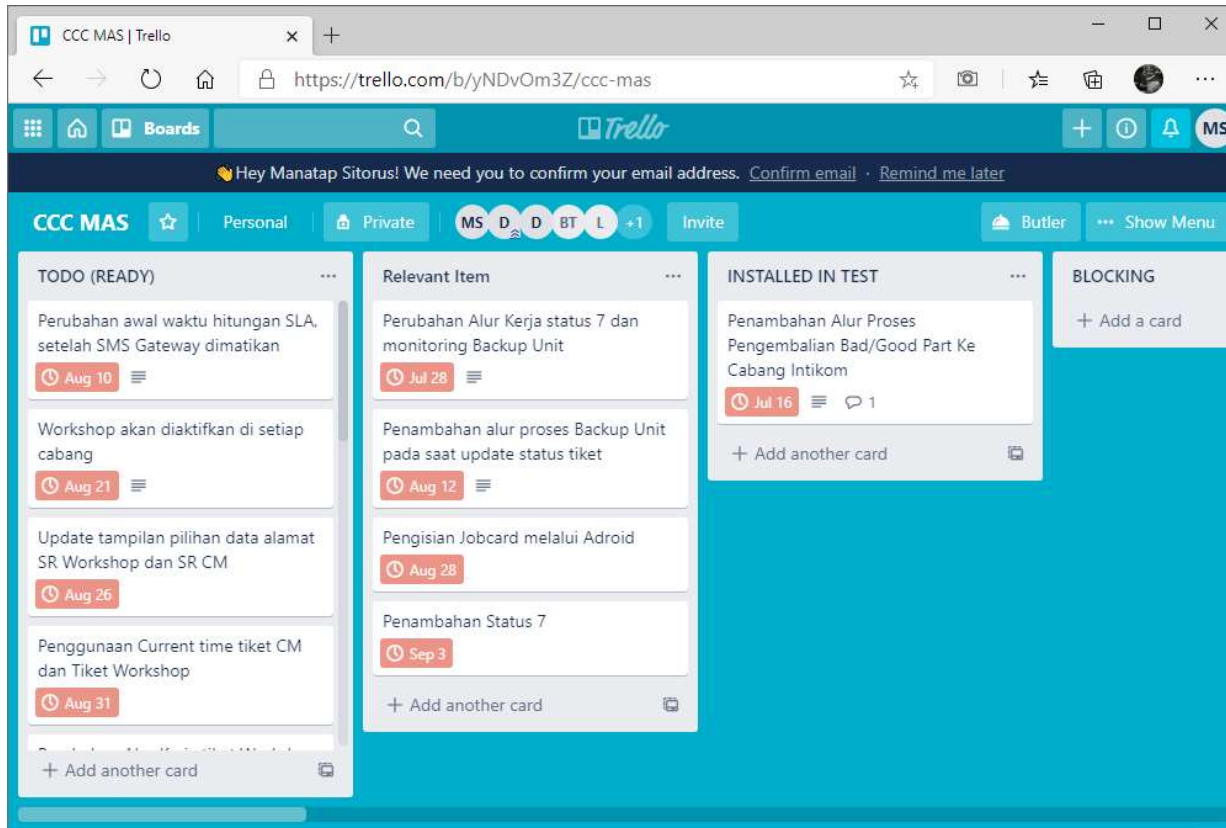 CCC MAS | Trello
https://trello.com/b/yNDvOm3Z/ccc-mas
Boards
Trello
MS
Hey Manatap Sitorus! We need you to confirm your email address. Confirm email · Remind me later
CCC MAS
Personal
Private
MS D D BT L +1
Invite
Butler
Show Menu
TODO (READY)
Perubahan awal waktu hitungan SLA,
setelah SMS Gateway dimatikan
Aug 10
Workshop akan diaktifkan di setiap
cabang
Aug 21
Update tampilan pilihan data alamat
SR Workshop dan SR CM
Aug 26
Penggunaan Current time tiket CM
dan Tiket Workshop
Aug 31
+ Add another card
Relevant Item
Perubahan Alur Kerja status 7 dan
monitoring Backup Unit
Jul 28
Penambahan alur proses Backup Unit
pada saat update status tiket
Aug 12
Pengisian Jobcard melalui Adroid
Aug 28
Penambahan Status 7
Sep 3
+ Add another card
INSTALLED IN TEST
Penambahan Alur Proses
Pengembalian Bad/Good Part Ke
Cabang Intikom
Jul 16
1
+ Add another card
BLOCKING
+ Add a card